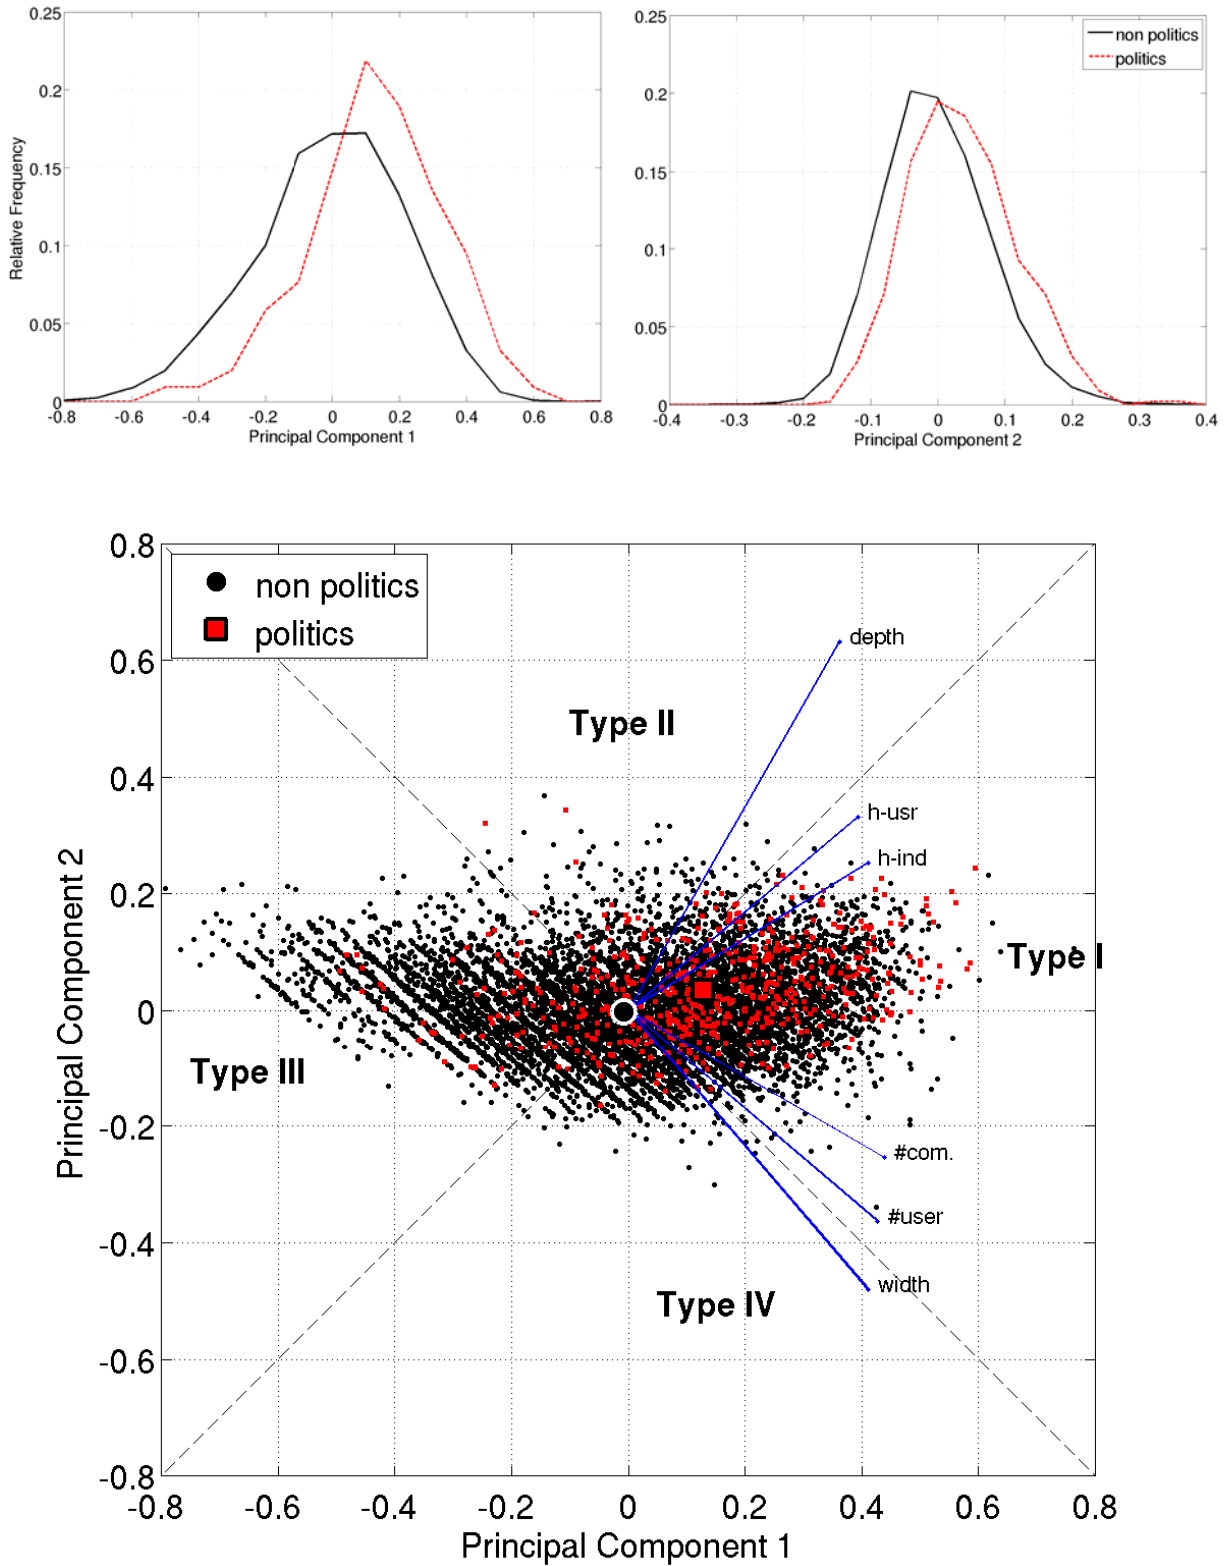 0.25
0.2
0.15
0.1
0.05
0
-0.8 -0.6 -0.4 -0.2 0 0.2 0.4 0.6 0.8
Relative Frequency
Principal Component 1
0.25
0.2
0.15
0.1
0.05
0
-0.4 -0.3 -0.2 -0.1 0 0.1 0.2 0.3 0.4
Principal Component 2
non politics
politics
0.8
0.6
0.4
0.2
0
-0.2
-0.4
-0.6
-0.8
Principal Component 2
non politics
politics
depth
Type II
h-usr
h-ind
Type I
Type III
#com.
#user
width
Type IV
-0.8 -0.6 -0.4 -0.2 0 0.2 0.4 0.6 0.8
Principal Component 1